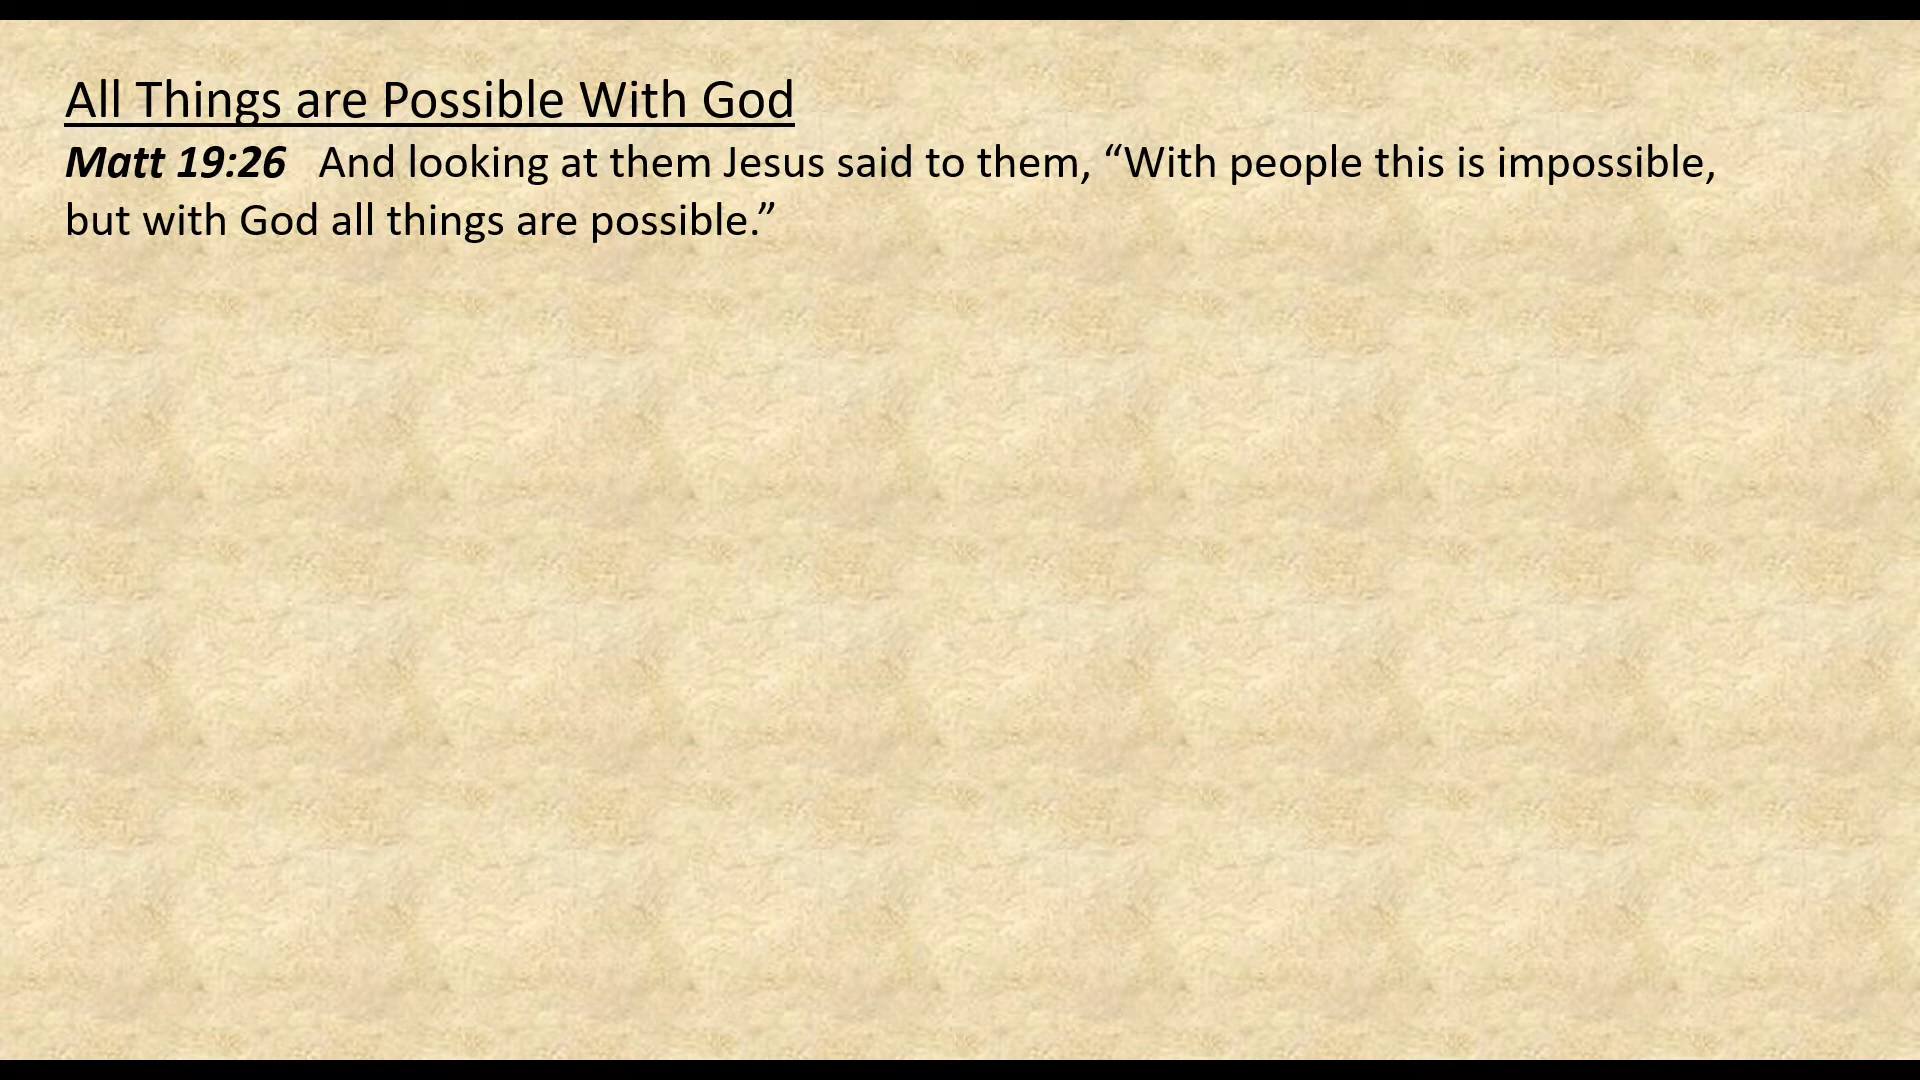 All Things are Possible With God
Matt 19:26   And looking at them Jesus said to them, “With people this is impossible,
but with God all things are possible.”